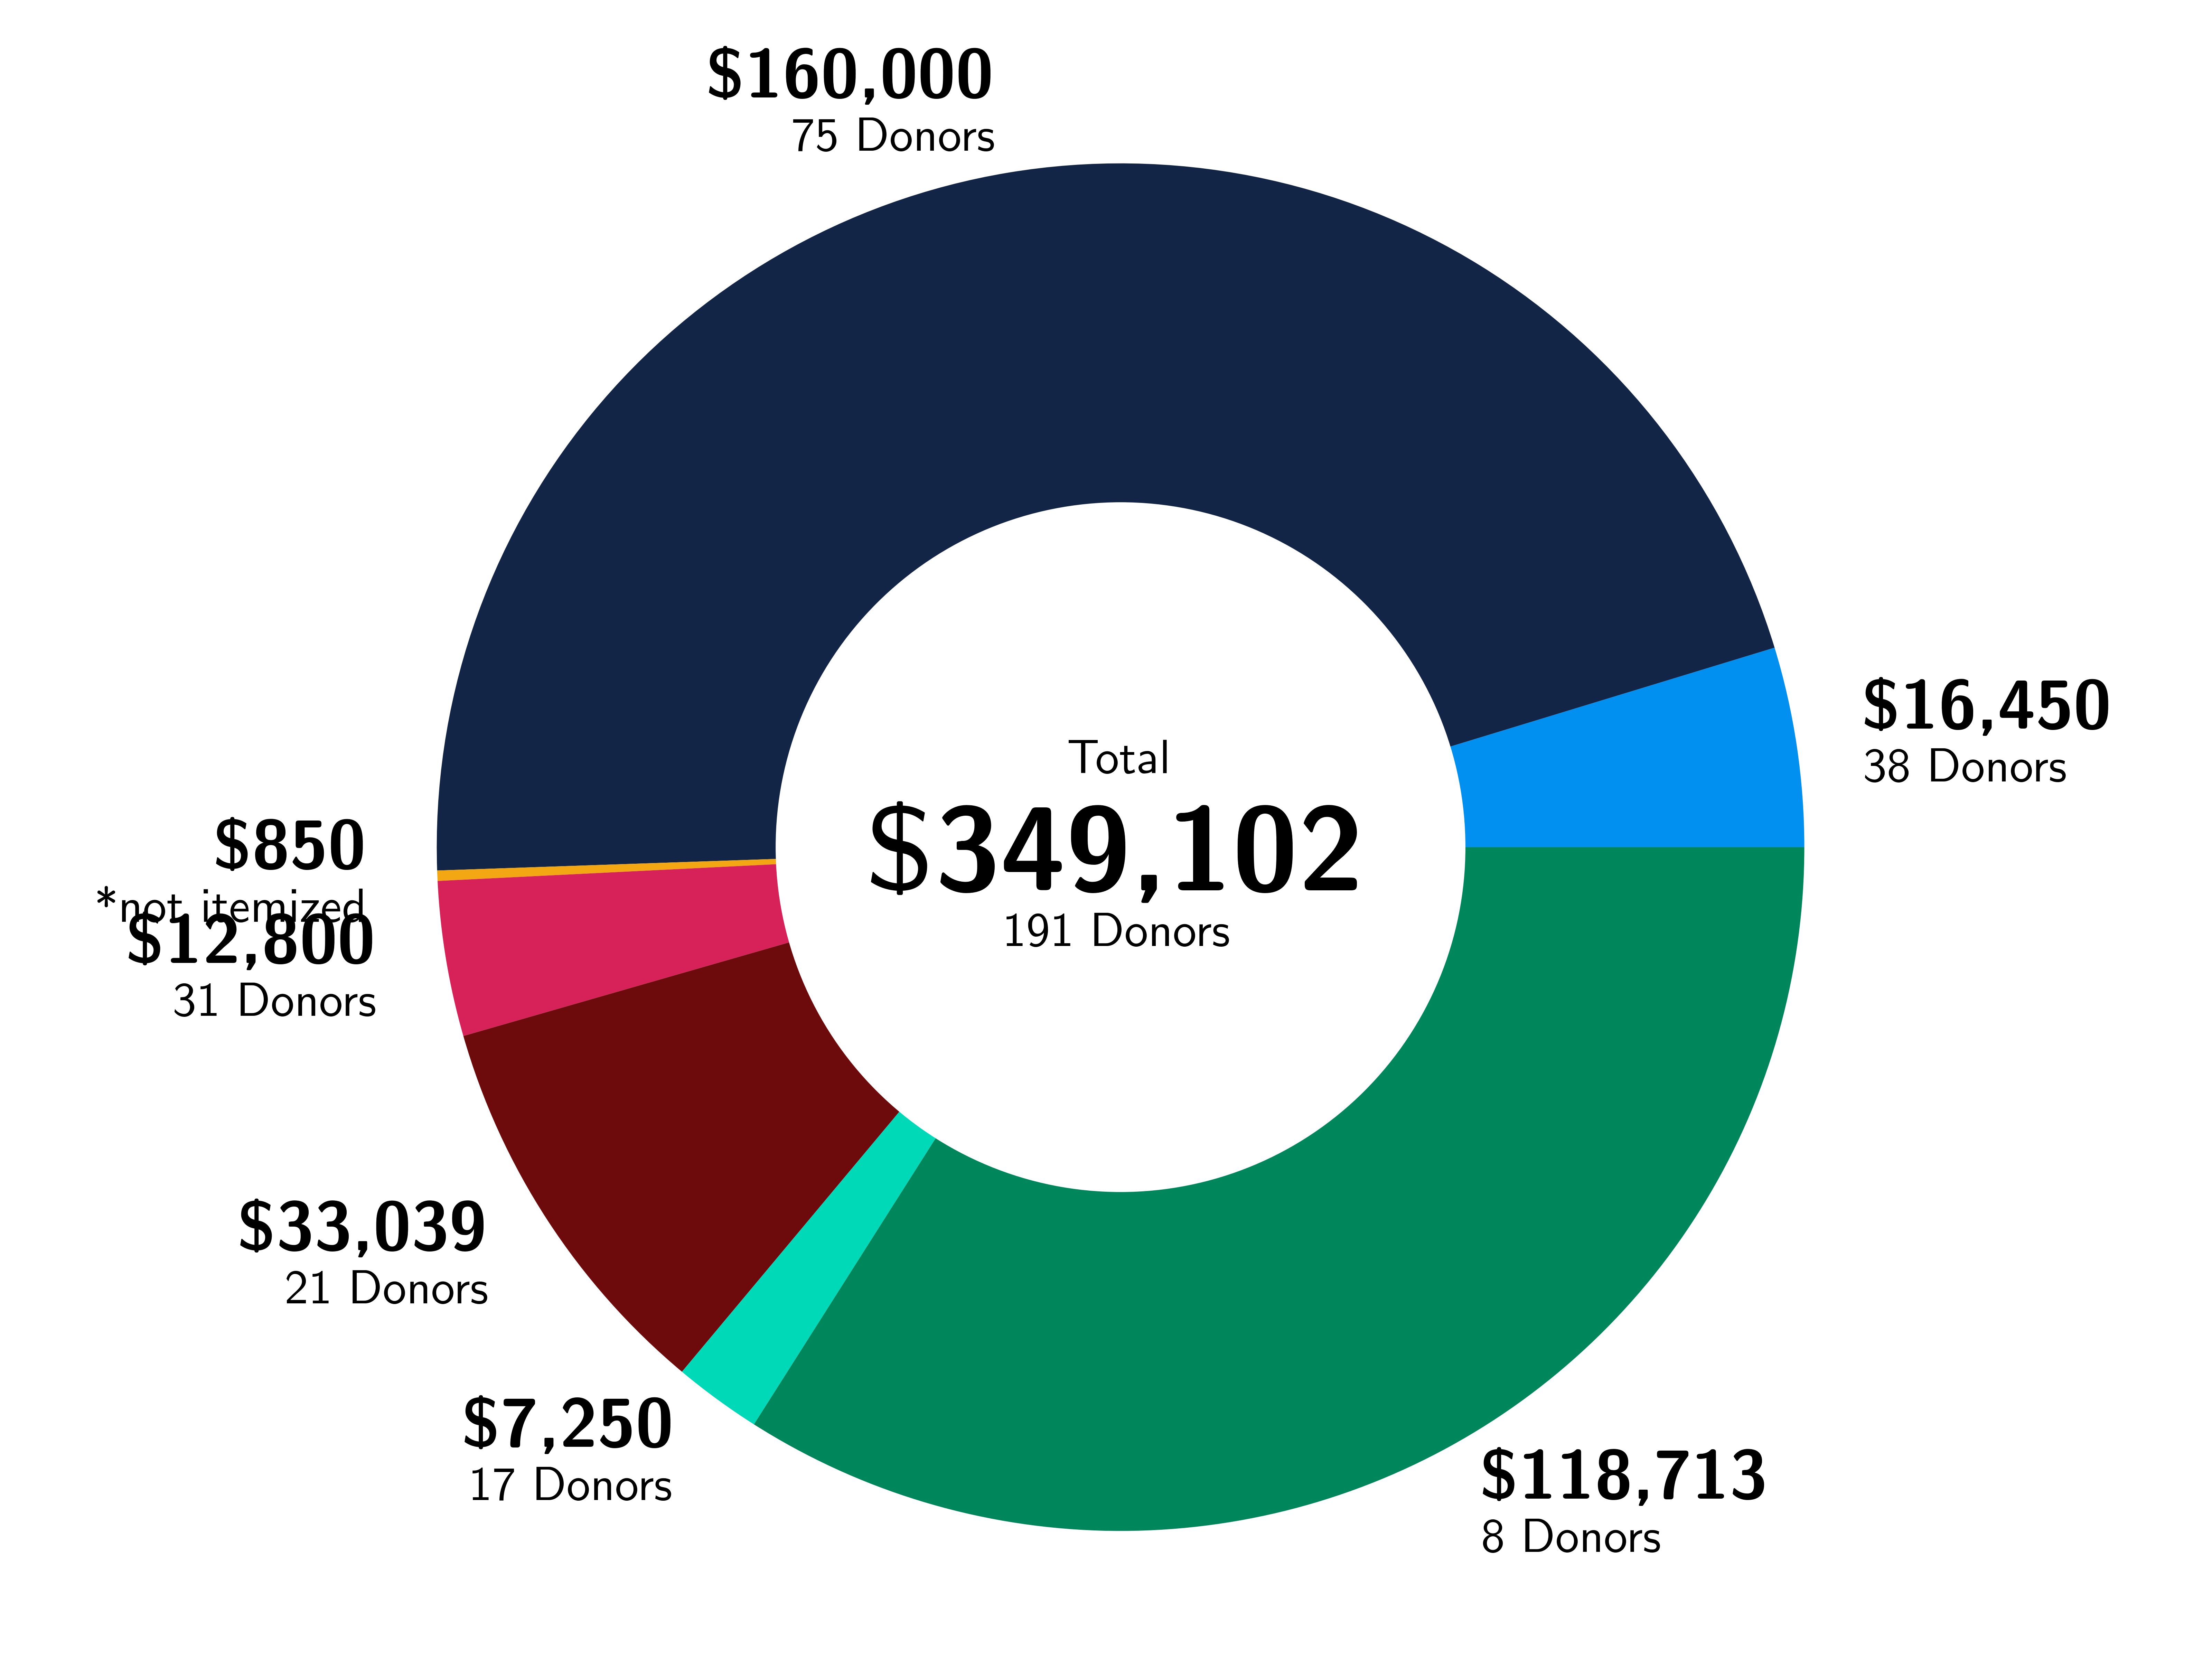 $160,000
75 Donors
$16,450
38 Donors
Total
$349,102
191 Donors
$850
*not itemized
$12,800
31 Donors
$33,039
21 Donors
$7,250
17 Donors
$118,713
8 Donors